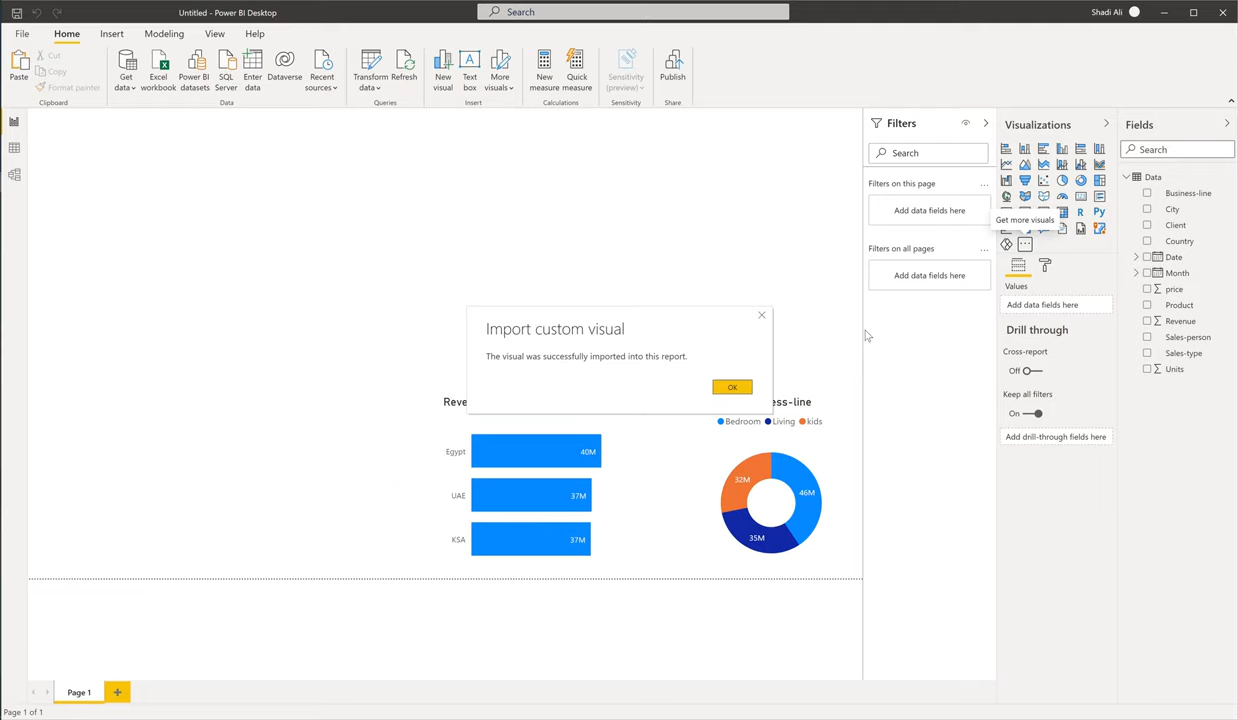 Untitled - Power BI Desktop
Search
Shadi Ali
File
Home
Insert
Modeling
View
Help
Paste
Cut
Copy
Format painter
Clipboard
Get data
Excel workbook
Power BI datasets
SQL Server
Enter data
Dataverse
Recent sources
Data
Transform data
Refresh
Queries
New visual
A
Text box
More visuals
Insert
New measure
Quick measure
Calculations
Sensitivity (preview)
Sensitivity
Publish
Share
Filters
Search
Filters on this page
...
Add data fields here
Filters on all pages
...
Add data fields here
Visualizations
R
Py
Get more visuals
Values
Add data fields here
Drill through
Cross-report
Off
Keep all filters
On
Add drill-through fields here
Fields
Search
Data
Business-line
City
Client
Country
Date
Month
price
Product
Revenue
Sales-person
Sales-type
Units
Import custom visual
The visual was successfully imported into this report.
OK
Reve
ess-line
Bedroom
Living
kids
Egypt
40M
UAE
37M
KSA
37M
32M
46M
35M
Page 1
+
Page 1 of 1